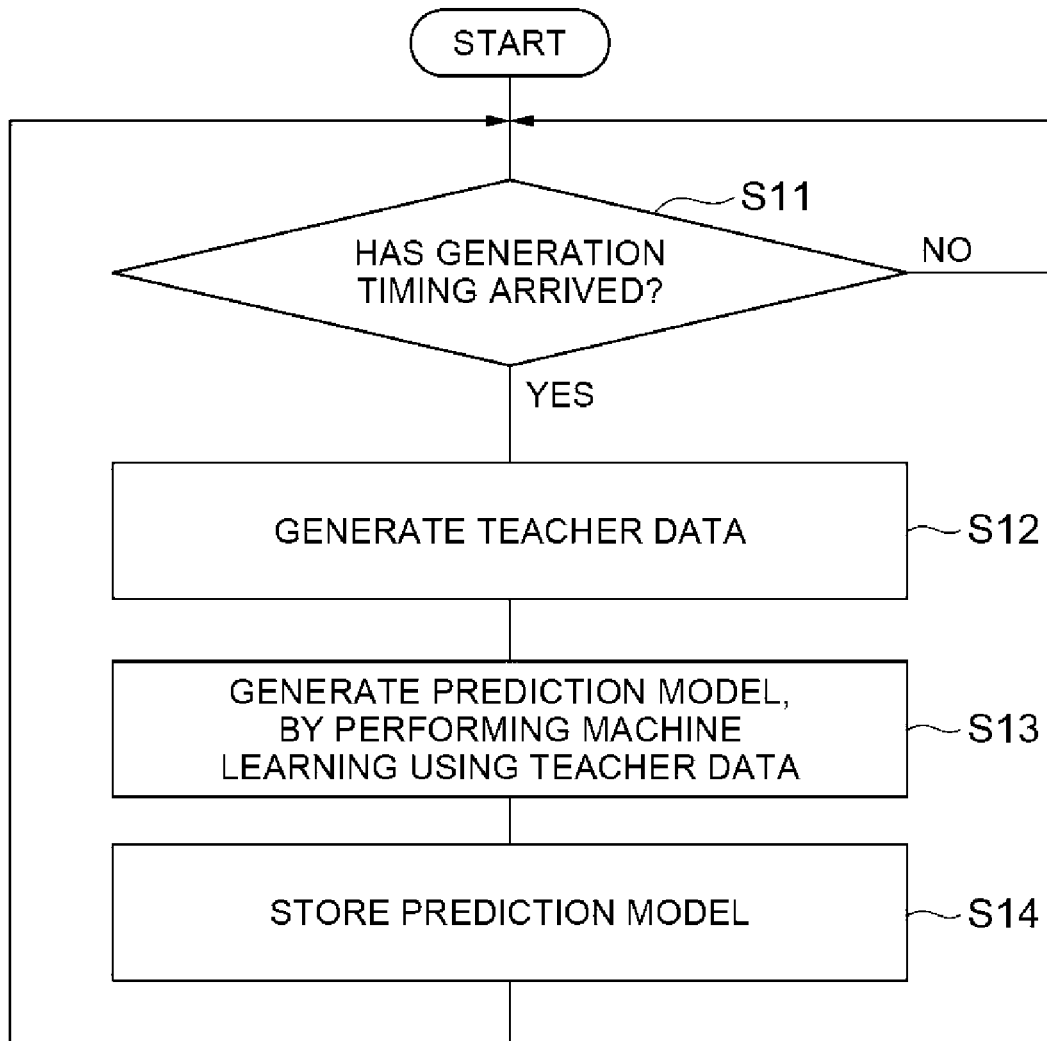 START
S11
HAS GENERATION
TIMING ARRIVED?
NO
YES
GENERATE TEACHER DATA
S12
GENERATE PREDICTION MODEL,
BY PERFORMING MACHINE
LEARNING USING TEACHER DATA
S13
STORE PREDICTION MODEL
S14